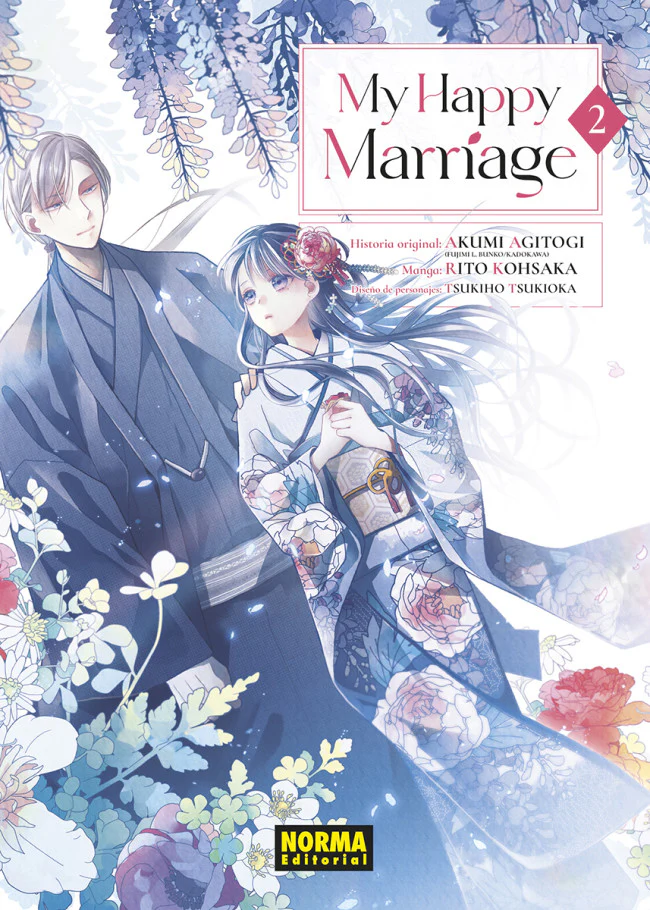 My Happy
Marriage
2
Historia original: AKUMI AGITOGI
(FUJIMI L. BUNKO/KADOKAWA)
Manga: RITO KOHSAKA
Diseño de personajes: TSUKIHO TSUKIOKA
NORMA
Editorial